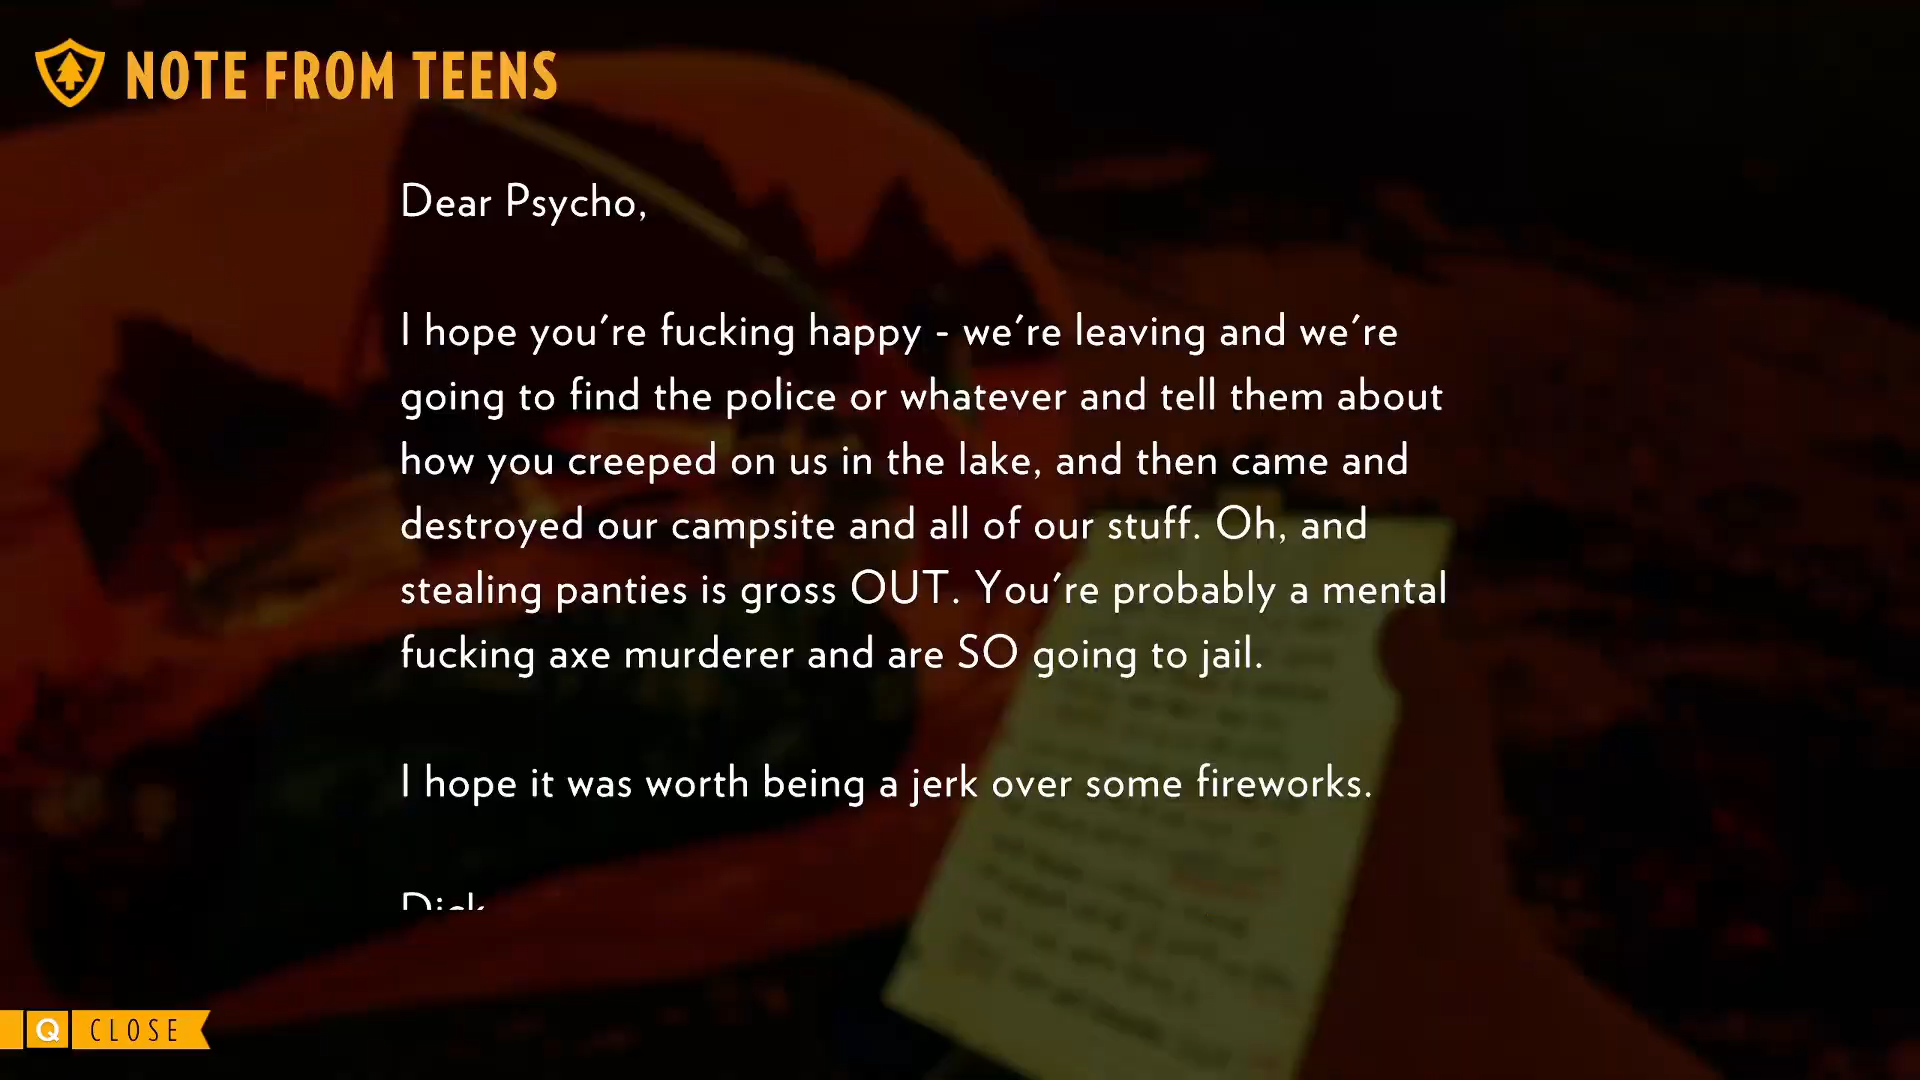 NOTE FROM TEENS
Dear Psycho,
I hope you're fucking happy - we're leaving and we're
going to find the police or whatever and tell them about
how you creeped on us in the lake, and then came and
destroyed our campsite and all of our stuff. Oh, and
stealing panties is gross OUT. You're probably a mental
fucking axe murderer and are SO going to jail.
I hope it was worth being a jerk over some fireworks.
Dick
Q CLOSE